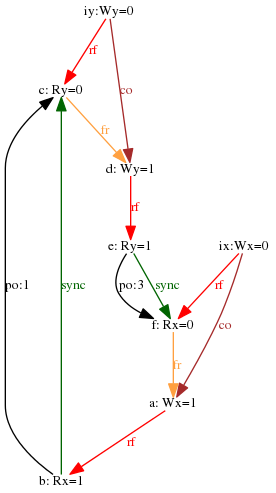 iy:Wy=0
rf
c: Ry=0
co
fr
d: Wy=1
rf
e: Ry=1
ix:Wx=0
po:1
sync
po:3
sync
rf
f: Rx=0
co
fr
a: Wx=1
rf
b: Rx=1